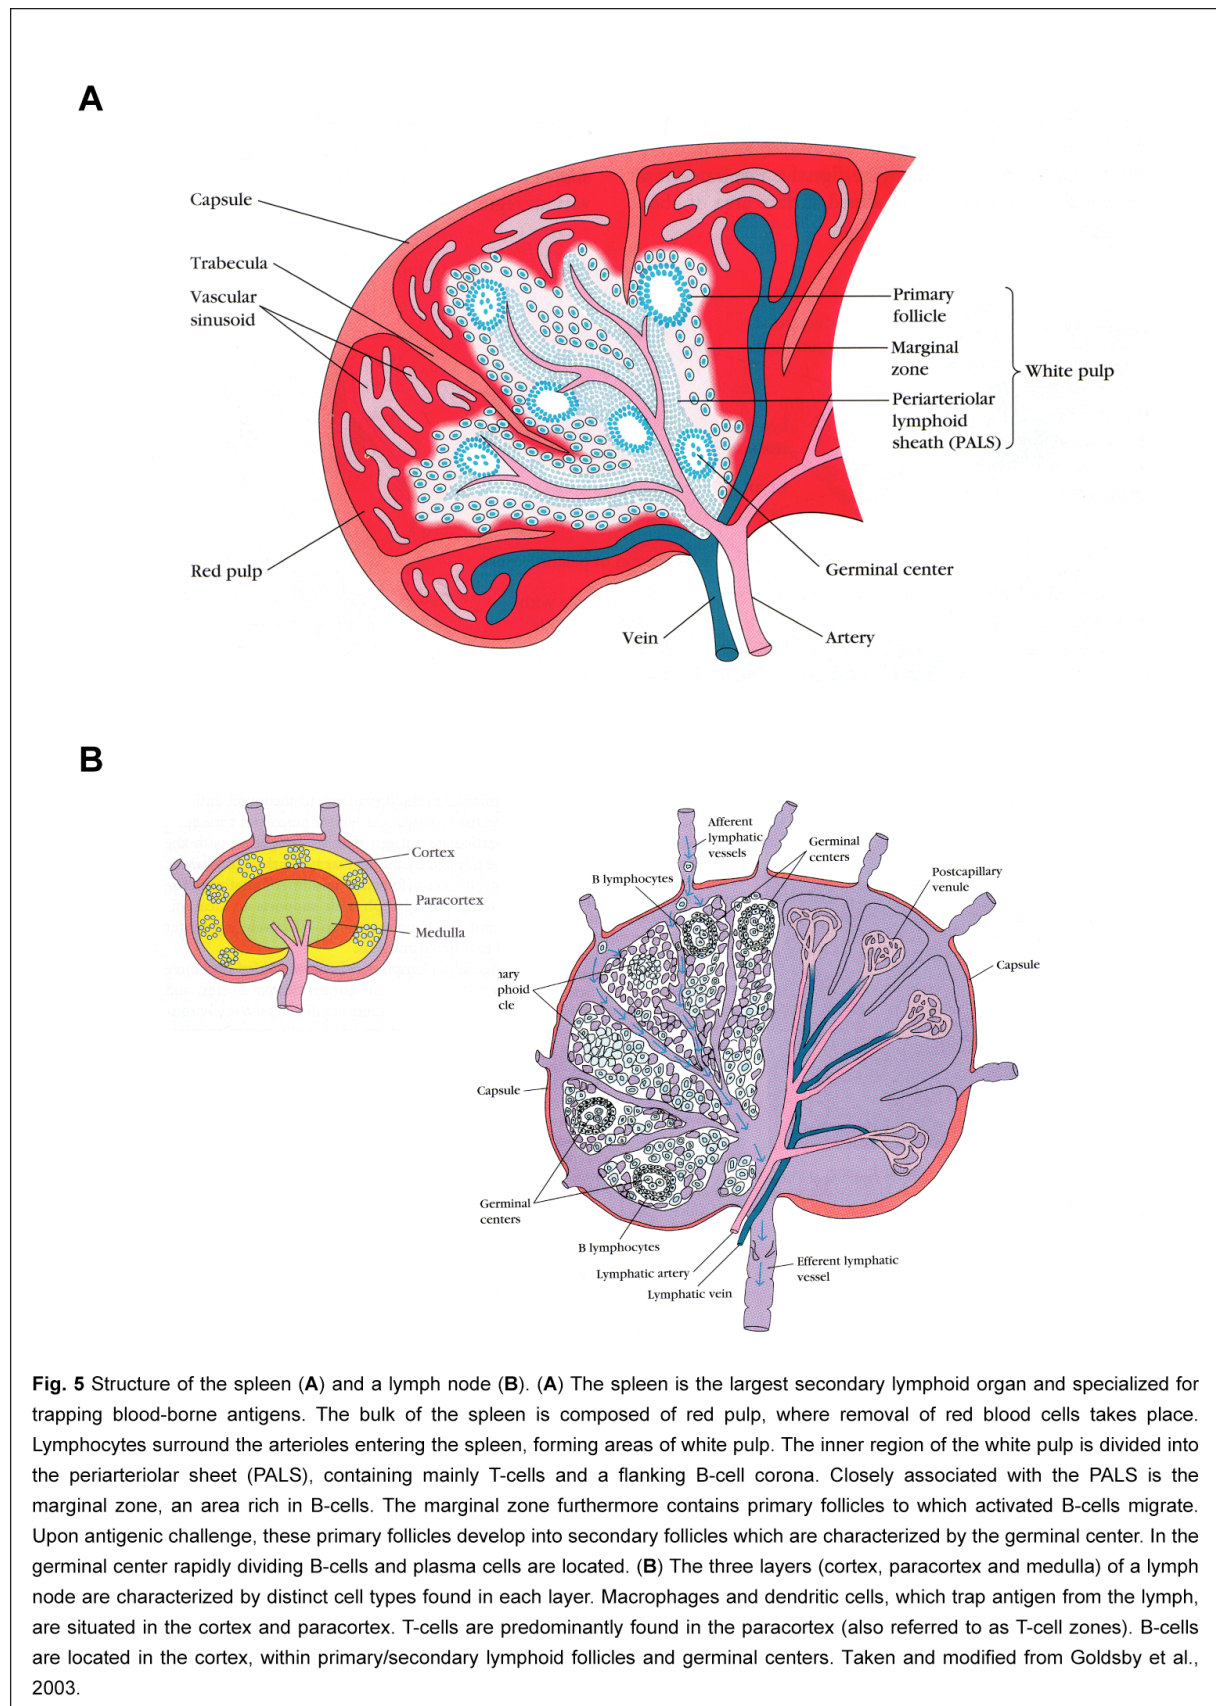 A
Capsule
Trabecula
Vascular
sinusoid
Red pulp
Primary
follicle
Marginal
zone
Periarteriolar
lymphoid
sheath (PALS)
White pulp
Germinal center
Vein
Artery
B
Cortex
Paracortex
Medulla
Afferent
lymphatic
vessels
Germinal
centers
B lymphocytes
Postcapillary
venule
Capsule
nary
phoid
cle
Capsule
Germinal
centers
B lymphocytes
Lymphatic artery
Lymphatic vein
Efferent lymphatic
vessel
Fig. 5 Structure of the spleen (A) and a lymph node (B). (A) The spleen is the largest secondary lymphoid organ and specialized for
trapping blood-borne antigens. The bulk of the spleen is composed of red pulp, where removal of red blood cells takes place.
Lymphocytes surround the arterioles entering the spleen, forming areas of white pulp. The inner region of the white pulp is divided into
the periarteriolar sheet (PALS), containing mainly T-cells and a flanking B-cell corona. Closely associated with the PALS is the
marginal zone, an area rich in B-cells. The marginal zone furthermore contains primary follicles to which activated B-cells migrate.
Upon antigenic challenge, these primary follicles develop into secondary follicles which are characterized by the germinal center. In the
germinal center rapidly dividing B-cells and plasma cells are located. (B) The three layers (cortex, paracortex and medulla) of a lymph
node are characterized by distinct cell types found in each layer. Macrophages and dendritic cells, which trap antigen from the lymph,
are situated in the cortex and paracortex. T-cells are predominantly found in the paracortex (also referred to as T-cell zones). B-cells
are located in the cortex, within primary/secondary lymphoid follicles and germinal centers. Taken and modified from Goldsby et al.,
2003.